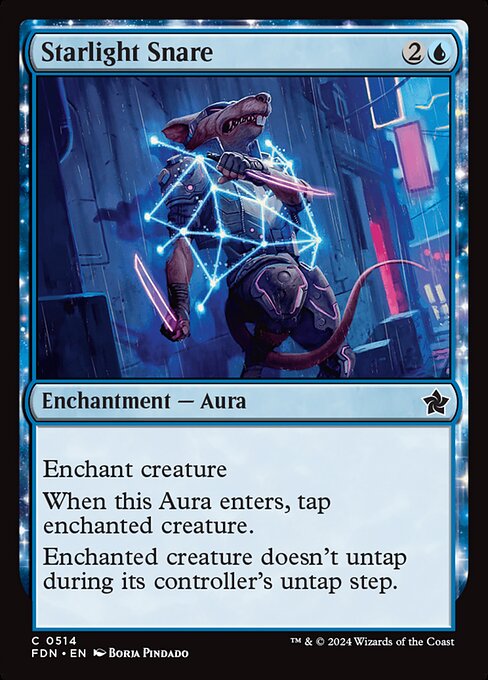 Starlight Snare 2
Enchantment — Aura
Enchant creature
When this Aura enters, tap
enchanted creature.
Enchanted creature doesn't untap
during its controller's untap step.
C 0514
FDN • EN Borja Pindado
™ & © 2024 Wizards of the Coast